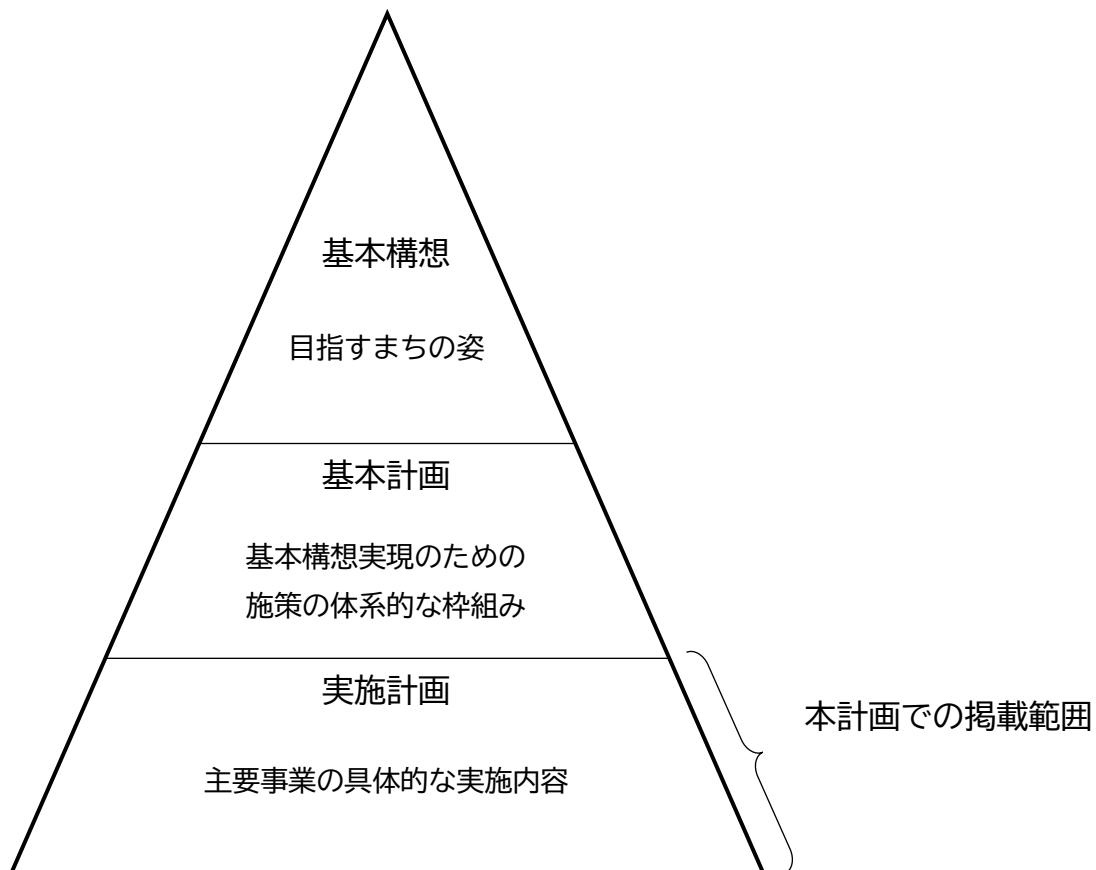 基本構想
目指すまちの姿
基本計画
基本構想実現のための
施策の体系的な枠組み
実施計画
本計画での掲載範囲
主要事業の具体的な実施内容